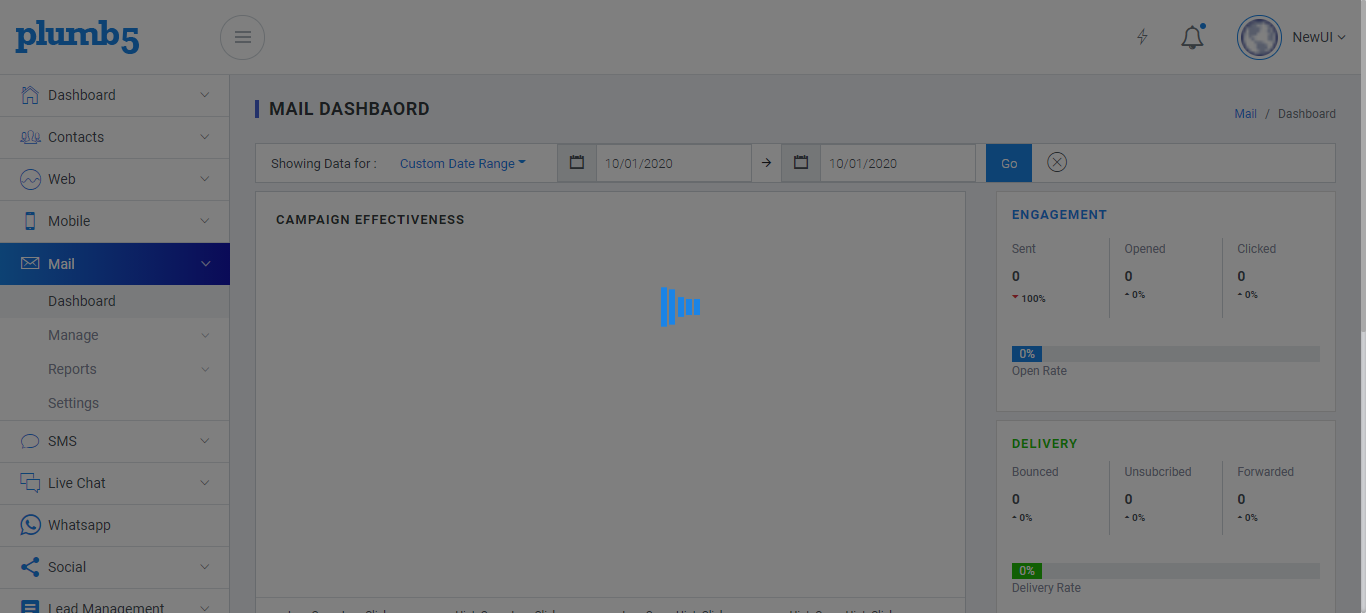 plumb5
NewUI
Dashboard
Contacts
Web
Mobile
Mail
Dashboard
Manage
Reports
Settings
SMS
Live Chat
Whatsapp
Social
Lead Management
MAIL DASHBAORD
Mail / Dashboard
Showing Data for : Custom Date Range 10/01/2020 → 10/01/2020 Go
CAMPAIGN EFFECTIVENESS
ENGAGEMENT
Sent Opened Clicked
0 0 0
100% 0% 0%
0%
Open Rate
DELIVERY
Bounced Unsubcribed Forwarded
0 0 0
0% 0% 0%
0%
Delivery Rate